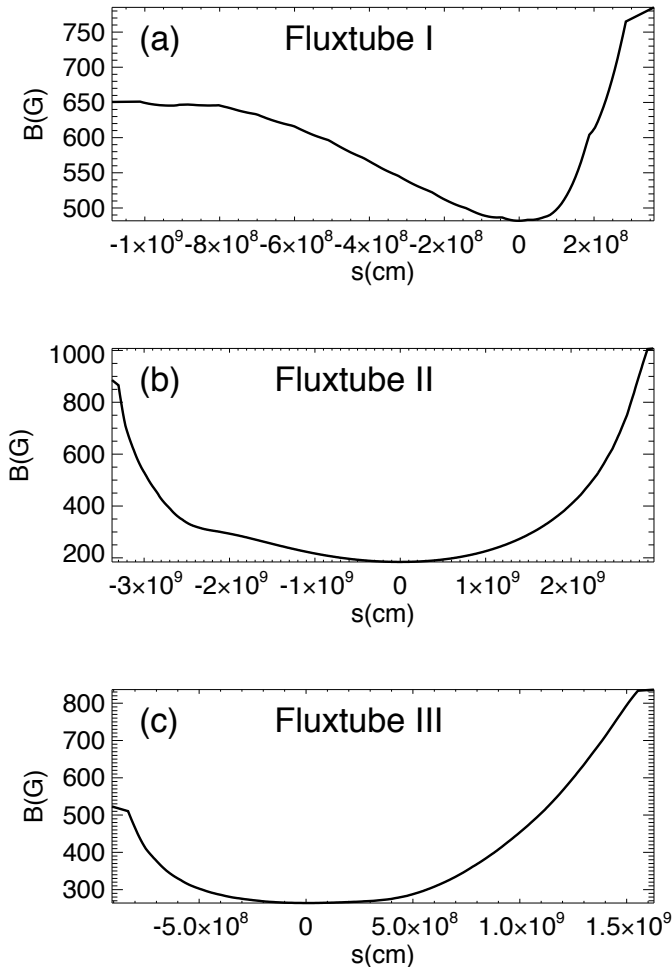 (a) Fluxtube I
B(G)
750
700
650
600
550
500
-1×10⁹ -8×10⁸ -6×10⁸ -4×10⁸ -2×10⁸ 0 2×10⁸
s(cm)
(b) Fluxtube II
B(G)
1000
800
600
400
200
-3×10⁹ -2×10⁹ -1×10⁹ 0 1×10⁹ 2×10⁹
s(cm)
(c) Fluxtube III
B(G)
800
700
600
500
400
300
-5.0×10⁸ 0 5.0×10⁸ 1.0×10⁹ 1.5×10⁹
s(cm)